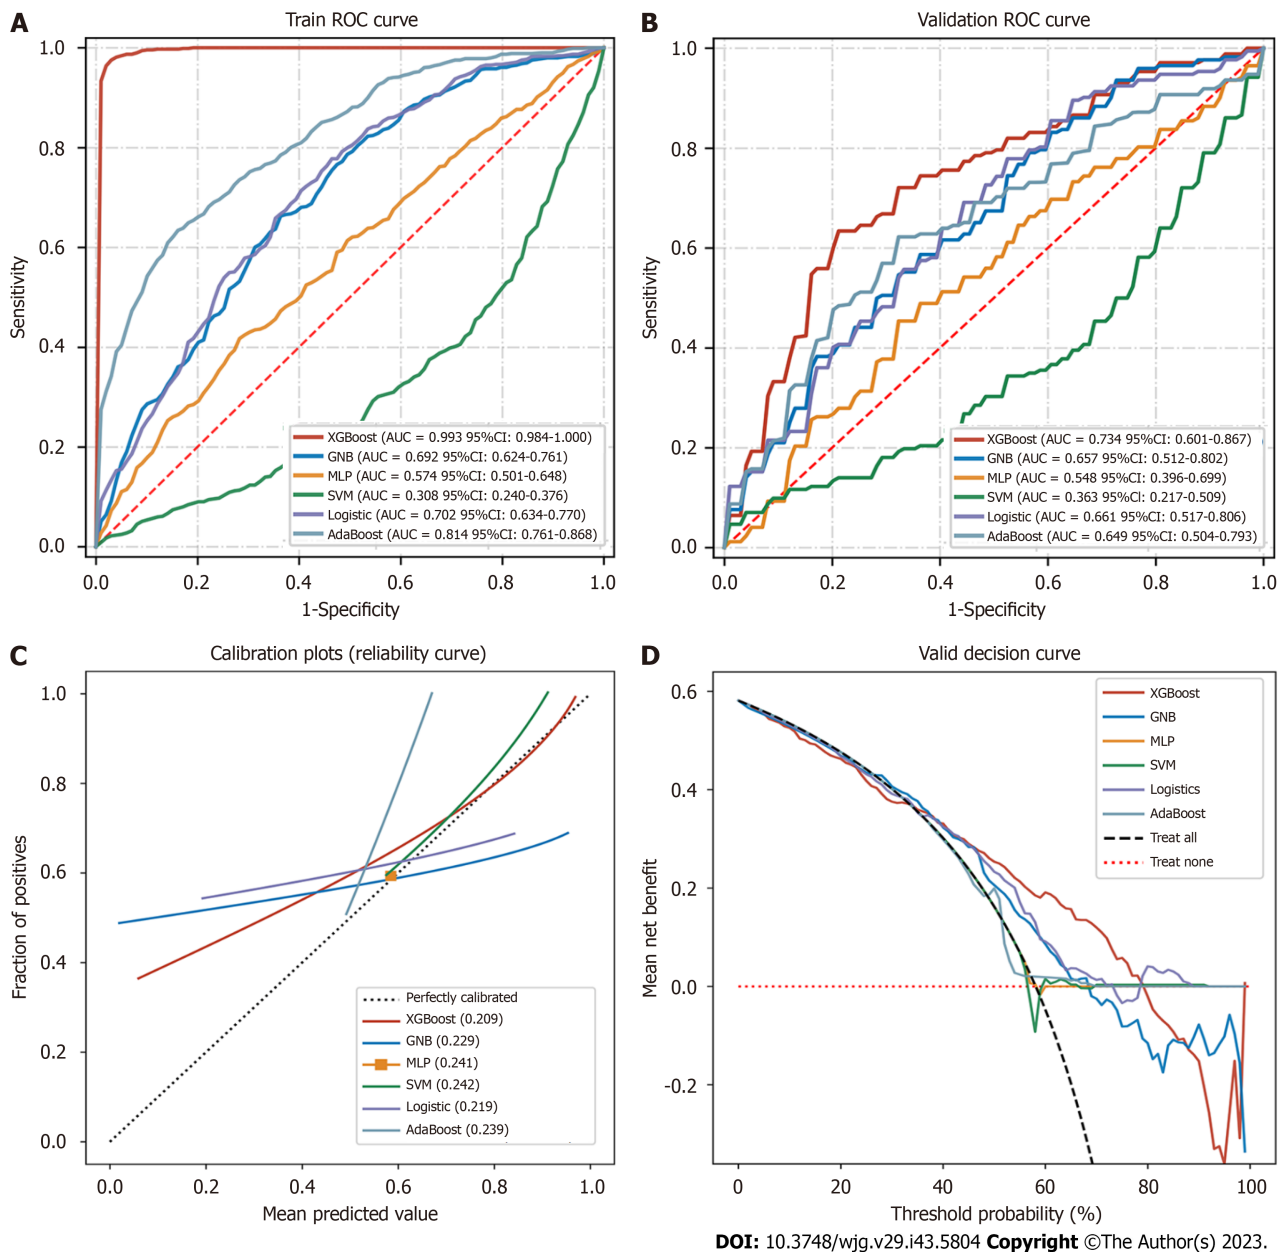 A
Train ROC curve
1.0
0.8
0.6
0.4
0.2
0.0
Sensitivity
0.0 0.2 0.4 0.6 0.8 1.0
1-Specificity
XGBoost (AUC = 0.993 95%CI: 0.984-1.000)
GNB (AUC = 0.692 95%CI: 0.624-0.761)
MLP (AUC = 0.574 95%CI: 0.501-0.648)
SVM (AUC = 0.308 95%CI: 0.240-0.376)
Logistic (AUC = 0.702 95%CI: 0.634-0.770)
AdaBoost (AUC = 0.814 95%CI: 0.761-0.868)
B
Validation ROC curve
1.0
0.8
0.6
0.4
0.2
0.0
Sensitivity
0.0 0.2 0.4 0.6 0.8 1.0
1-Specificity
XGBoost (AUC = 0.734 95%CI: 0.601-0.867)
GNB (AUC = 0.657 95%CI: 0.512-0.802)
MLP (AUC = 0.548 95%CI: 0.396-0.699)
SVM (AUC = 0.363 95%CI: 0.217-0.509)
Logistic (AUC = 0.661 95%CI: 0.517-0.806)
AdaBoost (AUC = 0.649 95%CI: 0.504-0.793)
C
Calibration plots (reliability curve)
1.0
0.8
0.6
0.4
0.2
0.0
Fraction of positives
0.0 0.2 0.4 0.6 0.8 1.0
Mean predicted value
Perfectly calibrated
XGBoost (0.209)
GNB (0.229)
MLP (0.241)
SVM (0.242)
Logistic (0.219)
AdaBoost (0.239)
D
Valid decision curve
0.6
0.4
0.2
0.0
-0.2
Mean net benefit
0 20 40 60 80 100
Threshold probability (%)
XGBoost
GNB
MLP
SVM
Logistics
AdaBoost
Treat all
Treat none
DOI: 10.3748/wjg.v29.i43.5804 Copyright ©The Author(s) 2023.